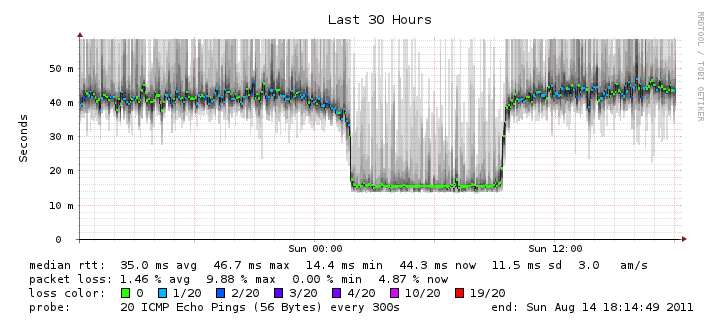 Last 30 Hours
RRDTOOL / TOBI OETIKER
Seconds
50 m
40 m
30 m
20 m
10 m
0
Sun 00:00 Sun 12:00
median rtt: 35.0 ms avg 46.7 ms max 14.4 ms min 44.3 ms now 11.5 ms sd 3.0 am/s
packet loss: 1.46 % avg 9.88 % max 0.00 % min 4.87 % now
loss color: 0 1/20 2/20 3/20 4/20 10/20 19/20
probe: 20 ICMP Echo Pings (56 Bytes) every 300s end: Sun Aug 14 18:14:49 2011